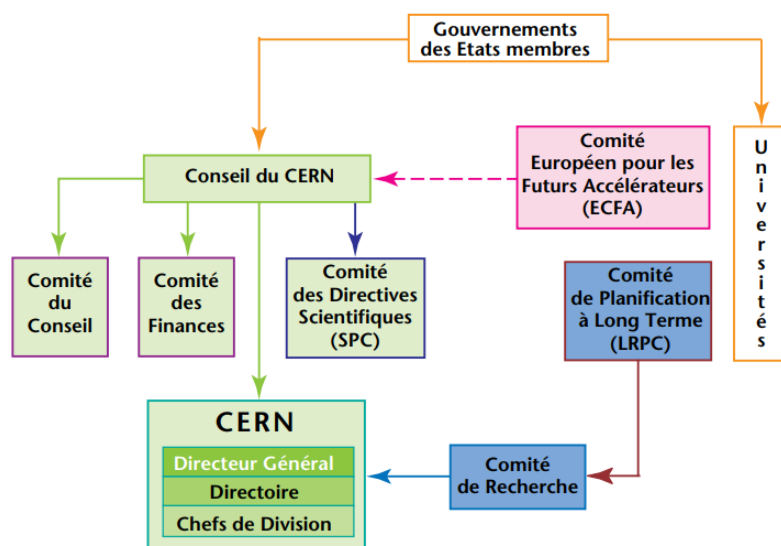 Gouvernements
des Etats membres
Conseil du CERN
Comité
Européen pour les
Futurs Accélérateurs
(ECFA)
Universités
Comité
du
Conseil
Comité
des
Finances
Comité
des Directives
Scientifiques
(SPC)
Comité
de Planification
à Long Terme
(LRPC)
CERN
Directeur Général
Directoire
Chefs de Division
Comité
de Recherche